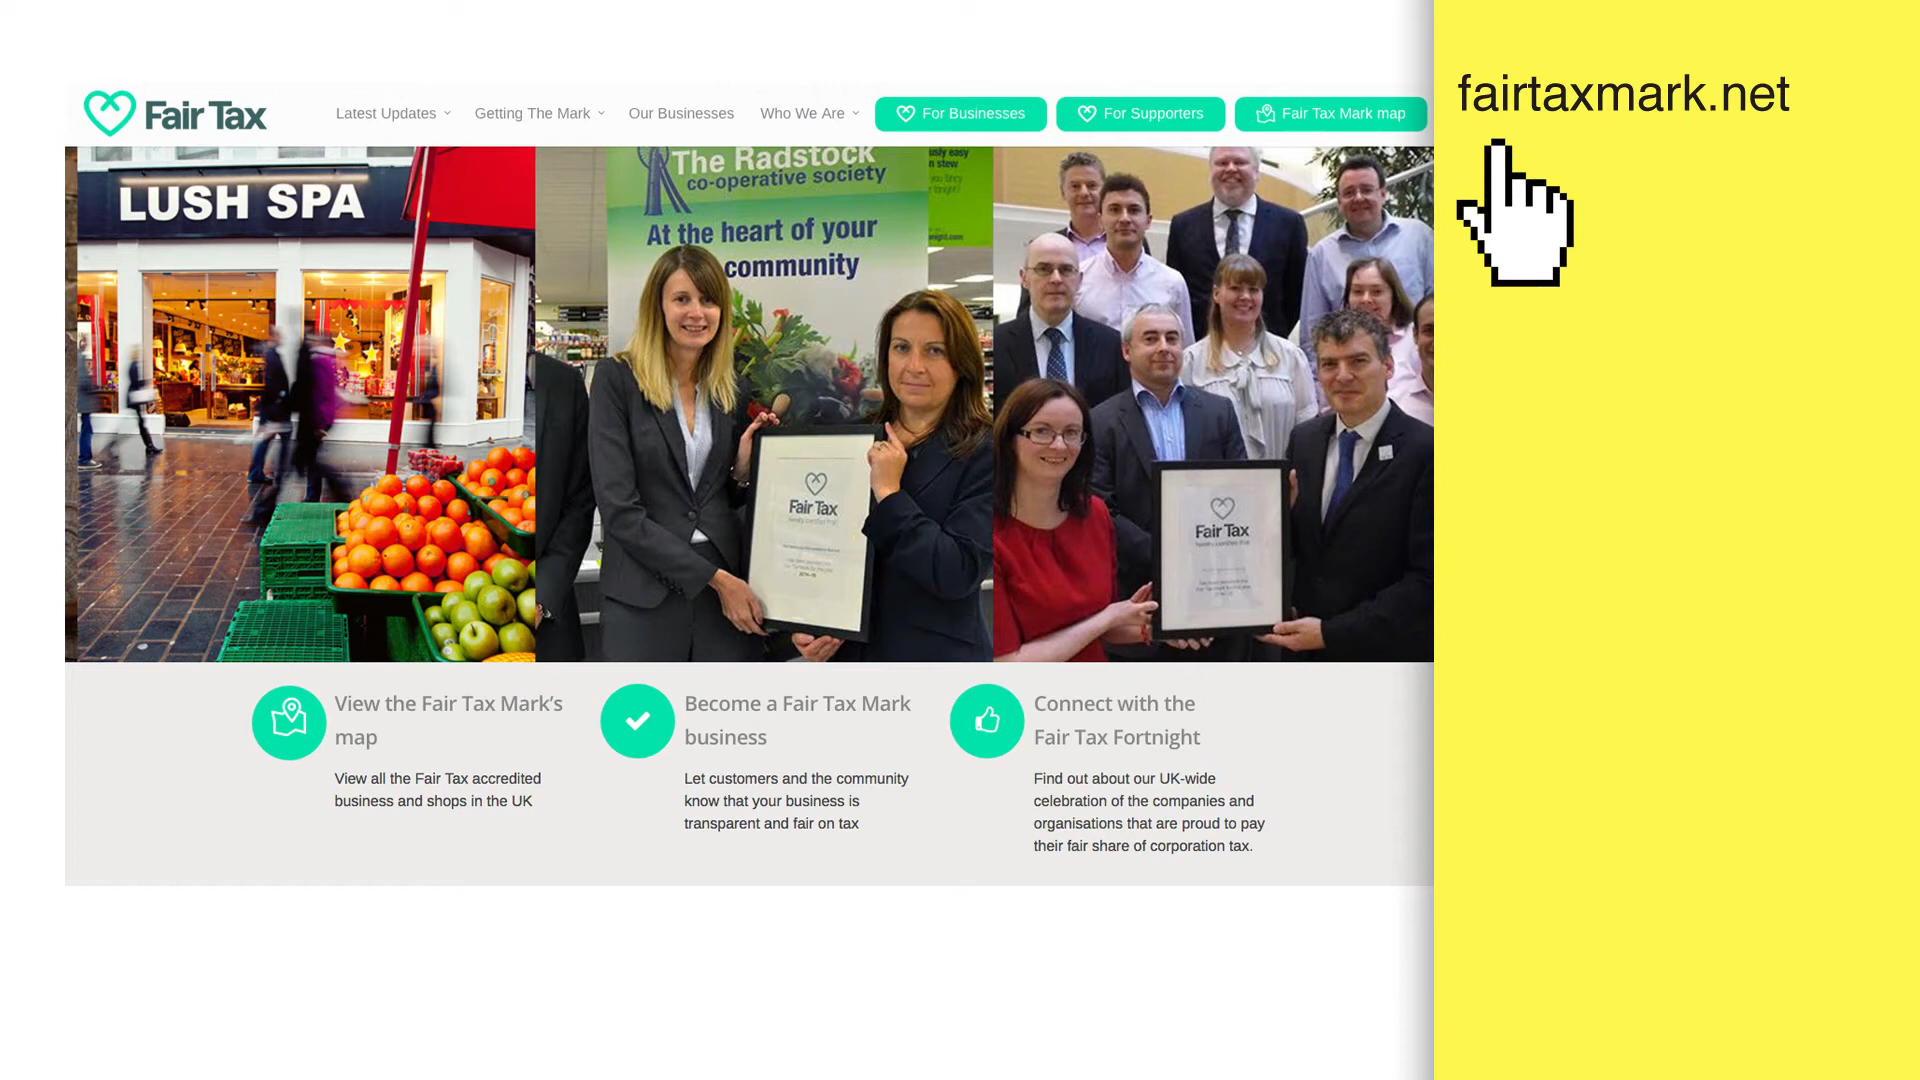 fairtaxmark.net
Fair Tax
Latest Updates
Getting The Mark
Our Businesses
Who We Are
For Businesses
For Supporters
Fair Tax Mark map
LUSH SPA
The Radstock
co-operative society
At the heart of your
community
Fair Tax
Fair Tax
View the Fair Tax Mark's
map
View all the Fair Tax accredited
business and shops in the UK
Become a Fair Tax Mark
business
Let customers and the community
know that your business is
transparent and fair on tax
Connect with the
Fair Tax Fortnight
Find out about our UK-wide
celebration of the companies and
organisations that are proud to pay
their fair share of corporation tax.